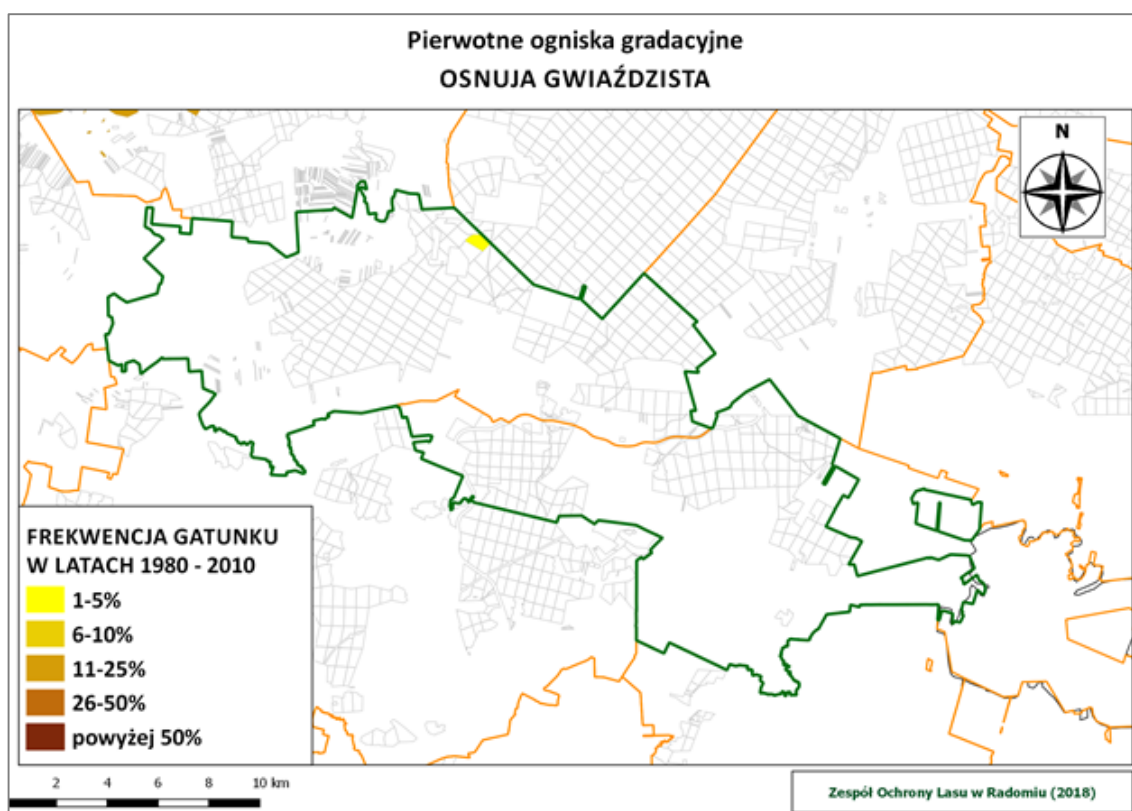 Pierwotne ogniska gradacyjne
OSNUJA GWIAŹDZISTA
N
FREKWENCJA GATUNKU
W LATACH 1980 - 2010
1-5%
6-10%
11-25%
26-50%
powyżej 50%
2 4 6 8 10 km
Zespół Ochrony Lasu w Radomiu (2018)